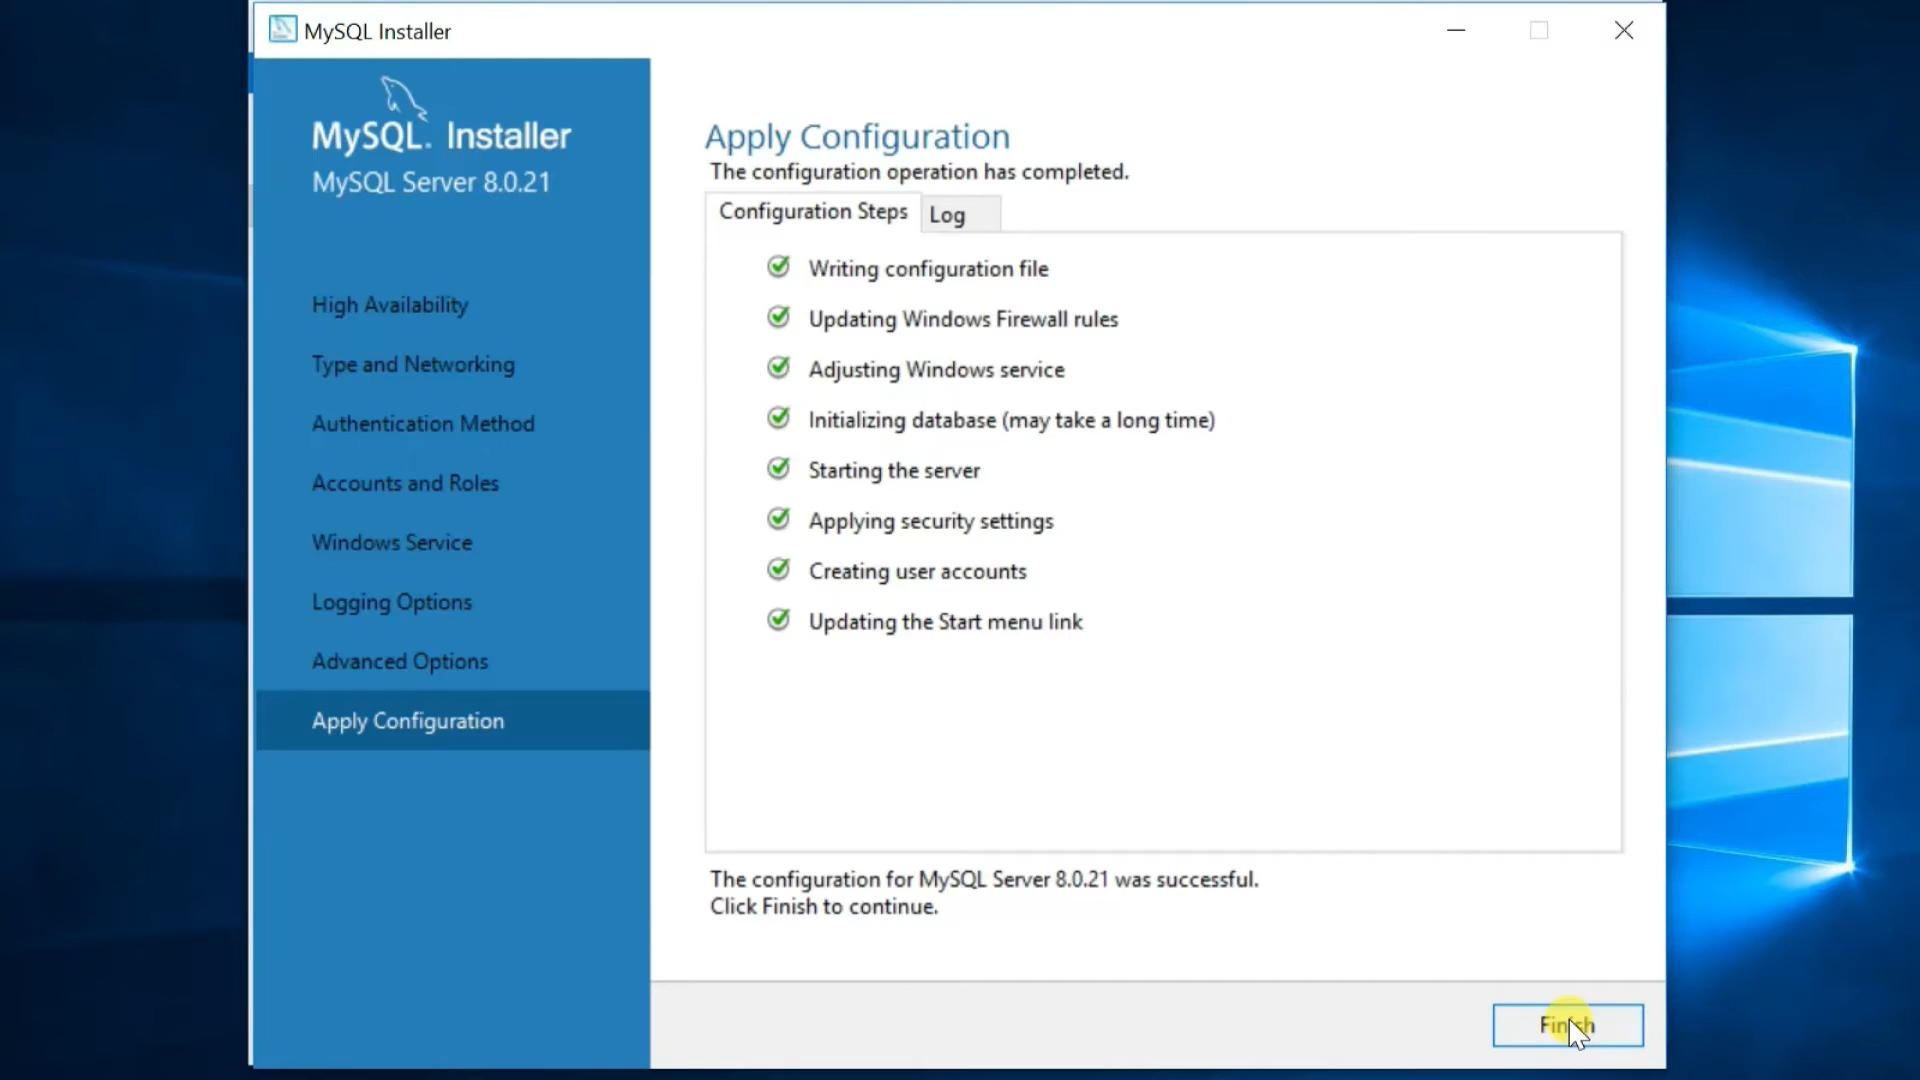 MySQL Installer
MySQL. Installer
MySQL Server 8.0.21
High Availability
Type and Networking
Authentication Method
Accounts and Roles
Windows Service
Logging Options
Advanced Options
Apply Configuration
Apply Configuration
The configuration operation has completed.
Configuration Steps
Log
Writing configuration file
Updating Windows Firewall rules
Adjusting Windows service
Initializing database (may take a long time)
Starting the server
Applying security settings
Creating user accounts
Updating the Start menu link
The configuration for MySQL Server 8.0.21 was successful.
Click Finish to continue.
Finish